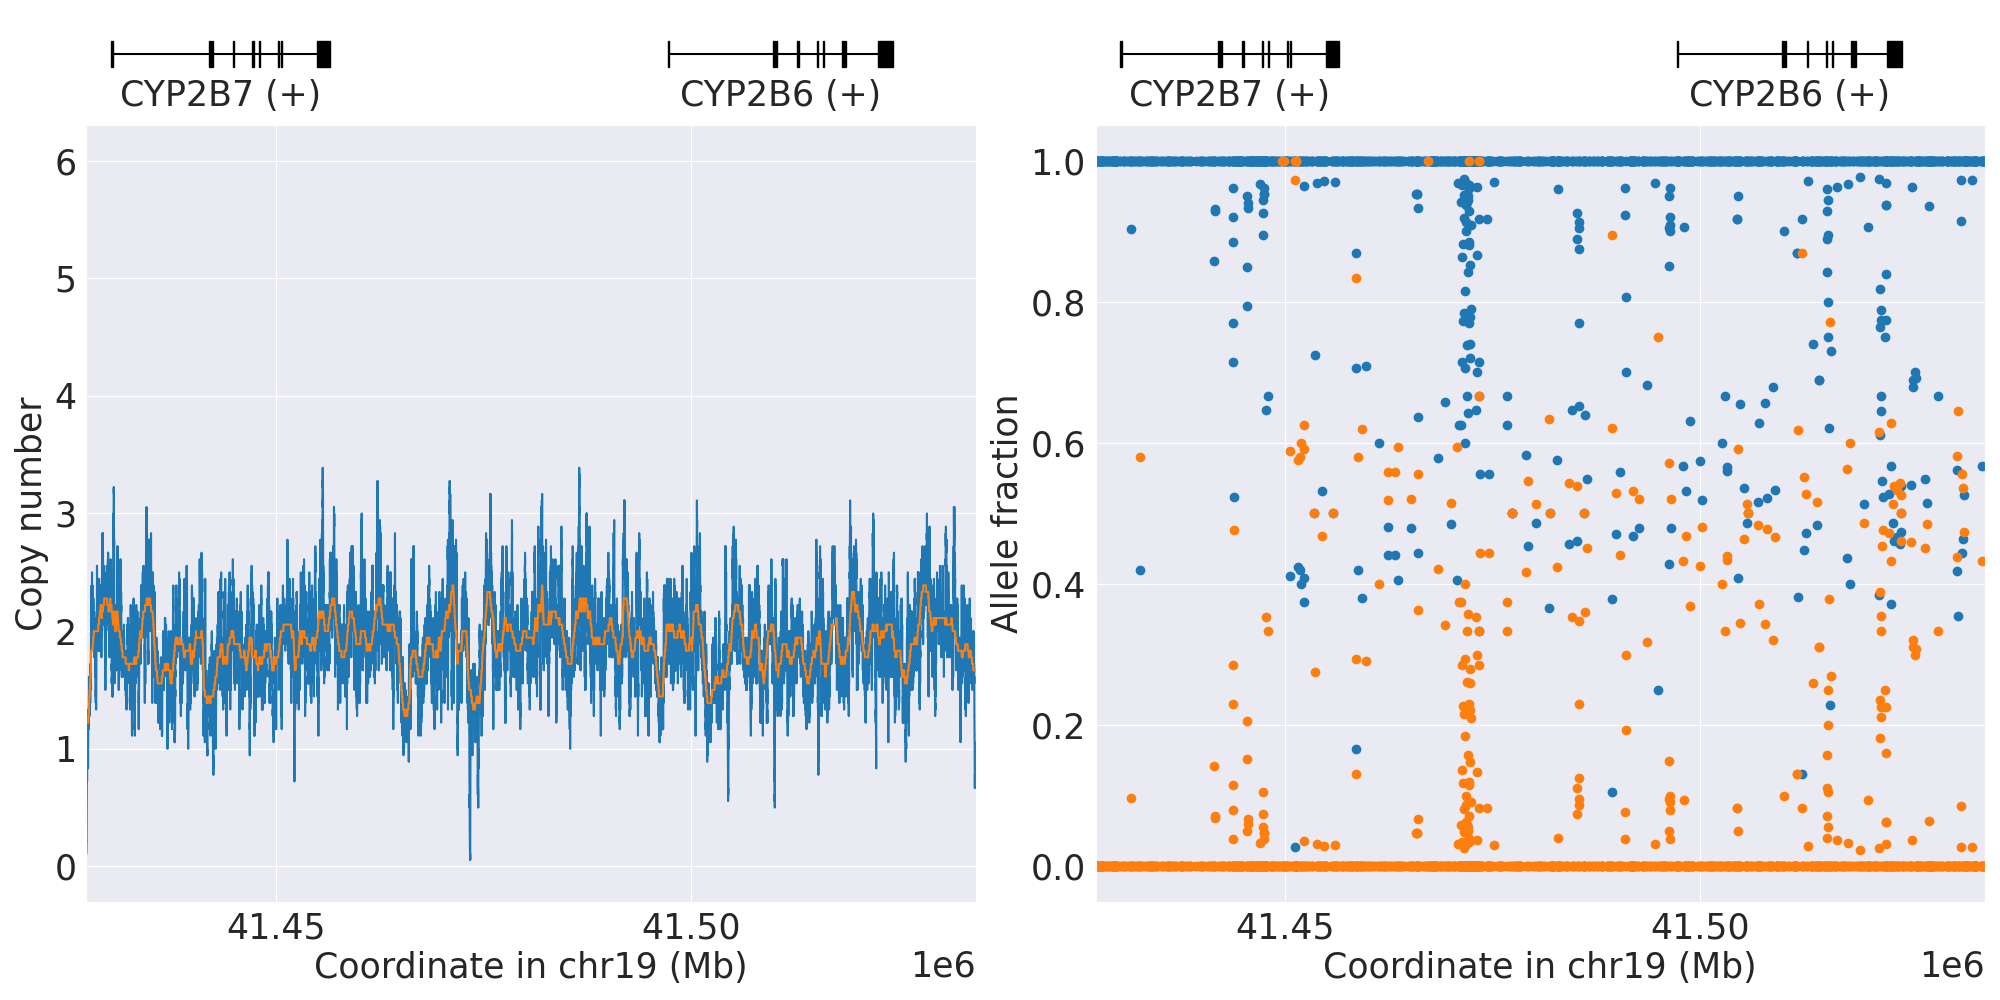 CYP2B7 (+) CYP2B6 (+)
6
5
4
3
2
1
0
Copy number
41.45 41.50
Coordinate in chr19 (Mb) 1e6
CYP2B7 (+) CYP2B6 (+)
1.0
0.8
0.6
0.4
0.2
0.0
Allele fraction
41.45 41.50
Coordinate in chr19 (Mb) 1e6